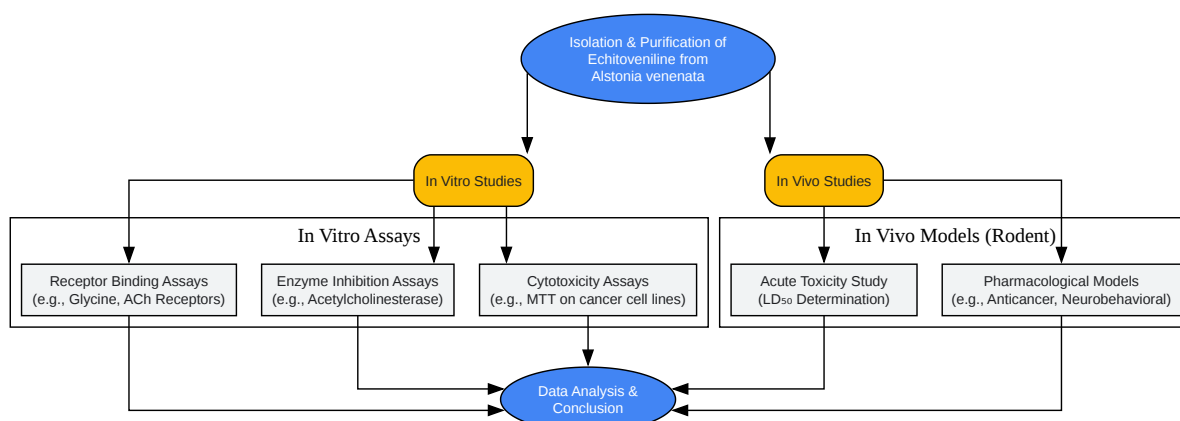 Isolation & Purification of
Echitoveniline from
Alstonia venenata
In Vitro Studies
In Vivo Studies
In Vitro Assays
In Vivo Models (Rodent)
Receptor Binding Assays
(e.g., Glycine, ACh Receptors)
Enzyme Inhibition Assays
(e.g., Acetylcholinesterase)
Cytotoxicity Assays
(e.g., MTT on cancer cell lines)
Acute Toxicity Study
(LD₅₀ Determination)
Pharmacological Models
(e.g., Anticancer, Neurobehavioral)
Data Analysis &
Conclusion